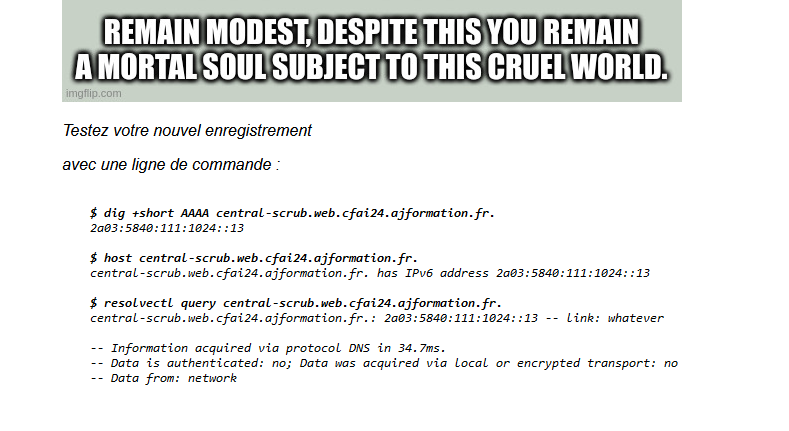 REMAIN MODEST, DESPITE THIS YOU REMAIN
A MORTAL SOUL SUBJECT TO THIS CRUEL WORLD.
imgflip.com
Testez votre nouvel enregistrement
avec une ligne de commande :
$ dig +short AAAA central-scrub.web.cfai24.ajformation.fr.
2a03:5840:111:1024::13
$ host central-scrub.web.cfai24.ajformation.fr.
central-scrub.web.cfai24.ajformation.fr. has IPv6 address 2a03:5840:111:1024::13
$ resolvectl query central-scrub.web.cfai24.ajformation.fr.
central-scrub.web.cfai24.ajformation.fr.: 2a03:5840:111:1024::13 -- link: whatever
-- Information acquired via protocol DNS in 34.7ms.
-- Data is authenticated: no; Data was acquired via local or encrypted transport: no
-- Data from: network